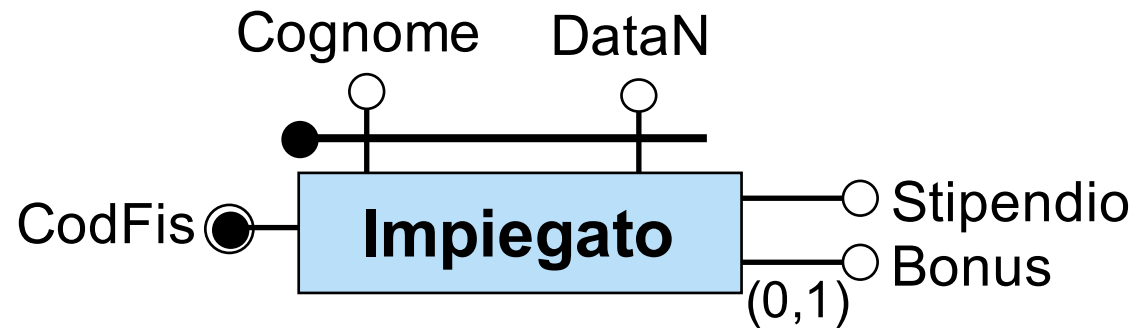 Cognome DataN
CodFis
Impiegato
Stipendio
Bonus
(0,1)